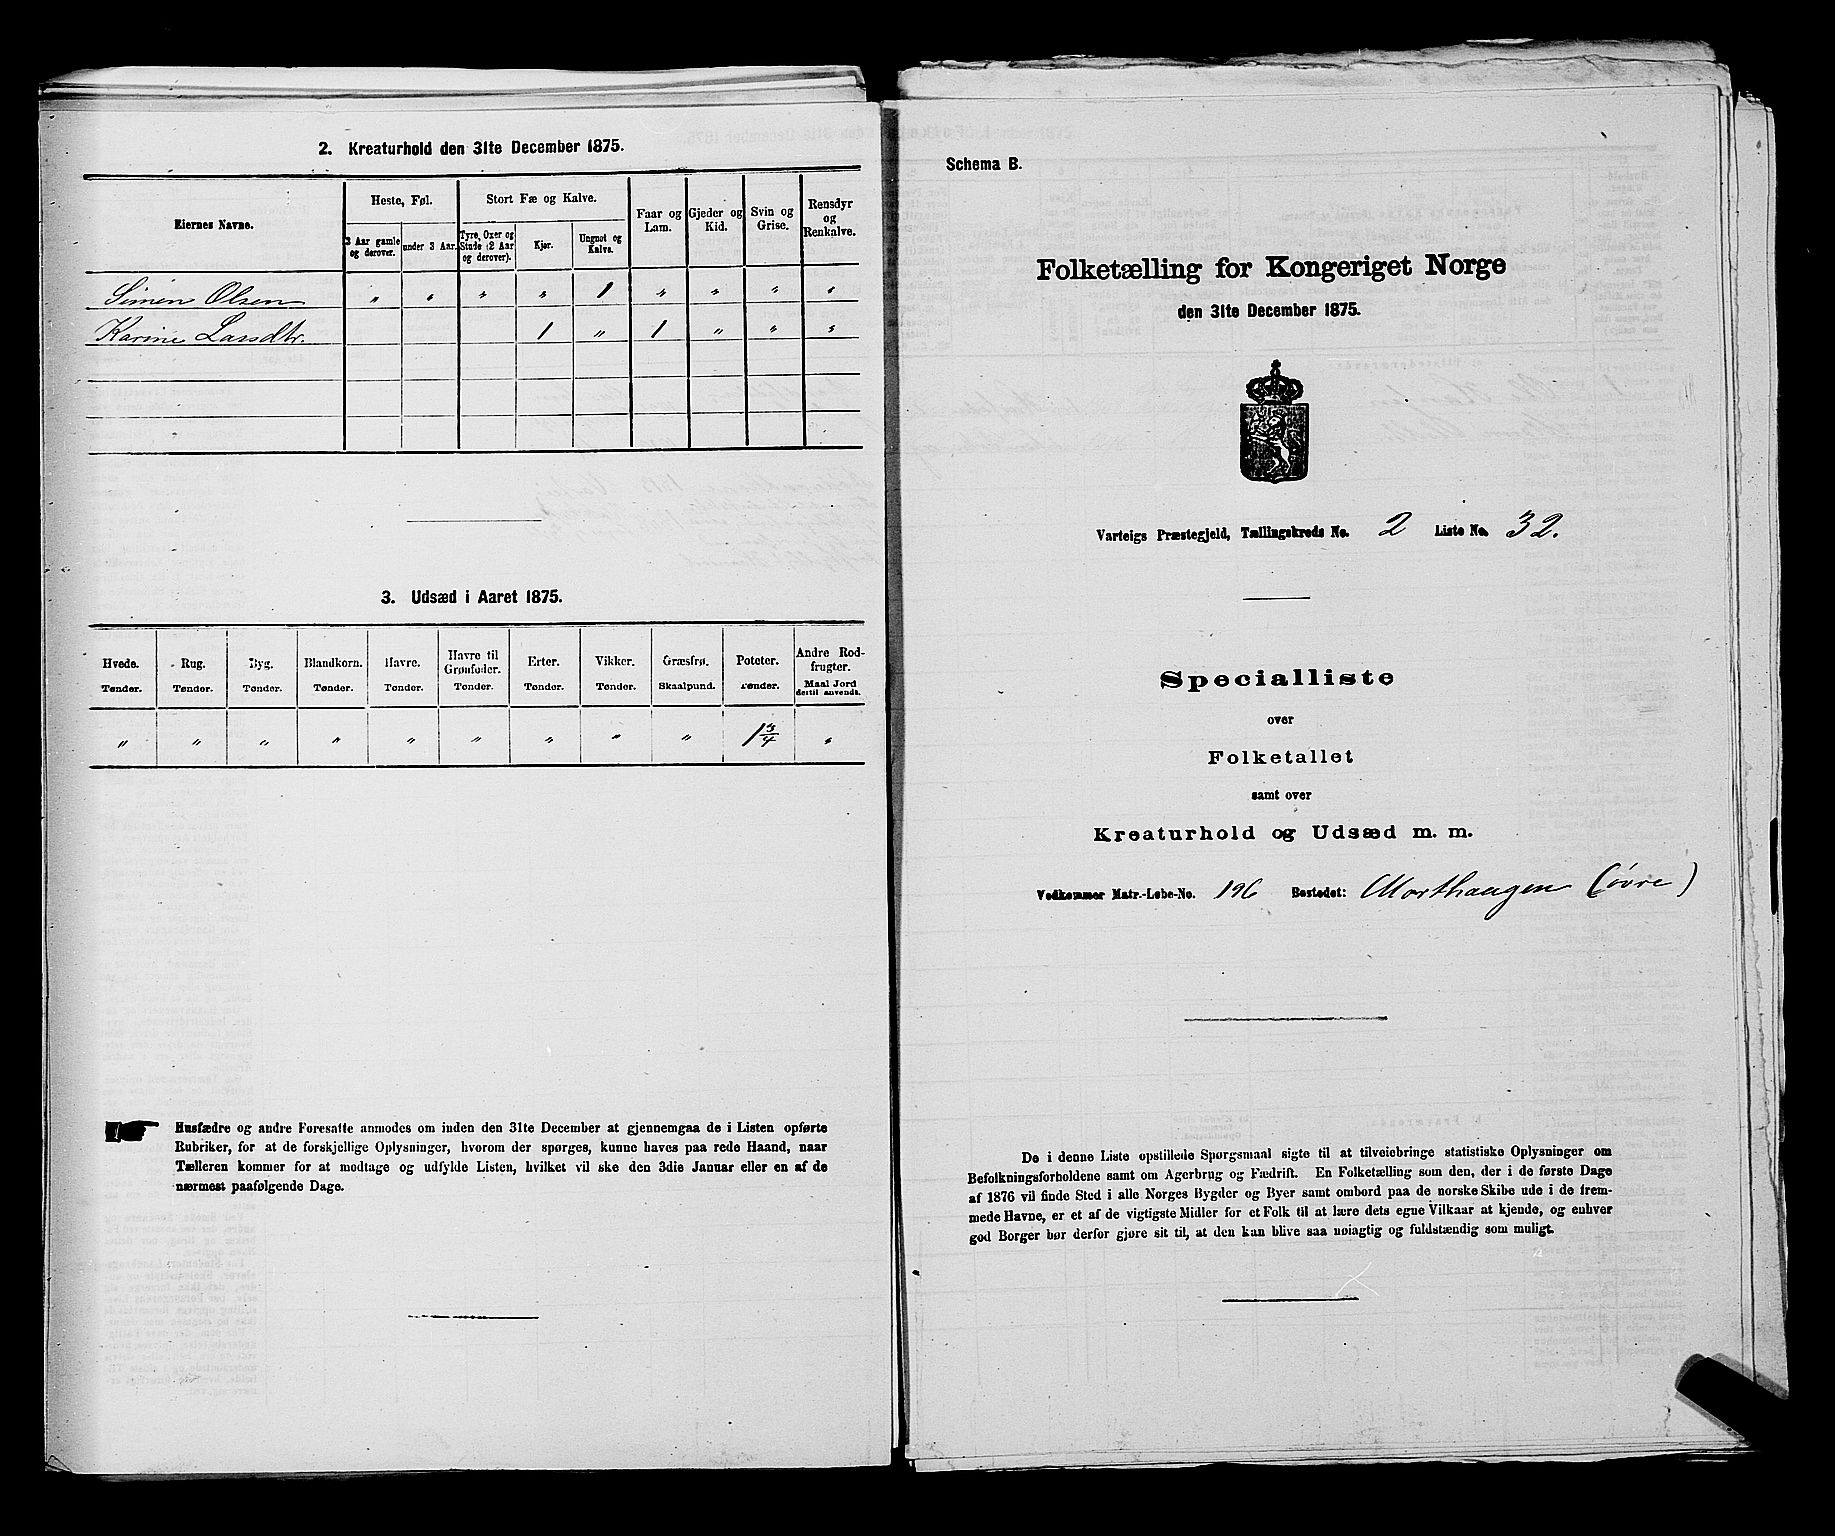 2. Kreaturhold den 31te December 1875.
Eiernes Navne.
Heste, Føl.
Stort Fæ og Kalve.
Faar og Lam.
Gjeder og Kid.
Svin og Grise.
Rensdyr og Renkalve.
3 Aar gamle og derover.
under 3 Aar.
Tyre, Oxer og Stude (2 Aar og derover).
Kjør.
Ungnøt og Kalve.
Simen Olsen " " " " 1 " " " "
Karine Larsdtr. 1 " 1 " " "
3. Udsæd i Aaret 1875.
Hvede. Rug. Byg. Blandkorn. Havre. Havre til Grønfoder. Erter. Vikker. Græsfrø. Poteter. Andre Rodfrugter.
Tønder. Tønder. Tønder. Tønder. Tønder. Tønder. Tønder. Tønder. Skaalpund. Tønder. Maal Jord dertil anvendt.
" " " " " " " " " 1 3/4 "
Husfædre og andre Foresatte anmodes om inden den 31te December at gjennemgaa de i Listen opførte
Rubriker, for at de forskjellige Oplysninger, hvorom der spørges, kunne haves paa rede Haand, naar
Tælleren kommer for at modtage og udfylde Listen, hvilket vil ske den 3die Januar eller en af de
nærmest paafølgende Dage.
Schema B.
Folketælling for Kongeriget Norge
den 31te December 1875.
Varteigs Præstegjeld, Tællingskreds No. 2 Liste No. 32.
Specialliste
over
Folketallet
samt over
Kreaturhold og Udsæd m. m.
Vedkommer Matr.-Løbe-No. 196 Bostedet: Morthaugen (øvre)
De i denne Liste opstillede Spørgsmaal sigte til at tilveiebringe statistiske Oplysninger om
Befolkningsforholdene samt om Agerbrug og Fædrift. En Folketælling som den, der i de første Dage
af 1876 vil finde Sted i alle Norges Bygder og Byer samt ombord paa de norske Skibe ude i de frem-
mede Havne, er et af de vigtigste Midler for et Folk til at lære dets egne Vilkaar at kjende, og enhver
god Borger bør derfor gjøre sit til, at den kan blive saa nøiagtig og fuldstændig som muligt.